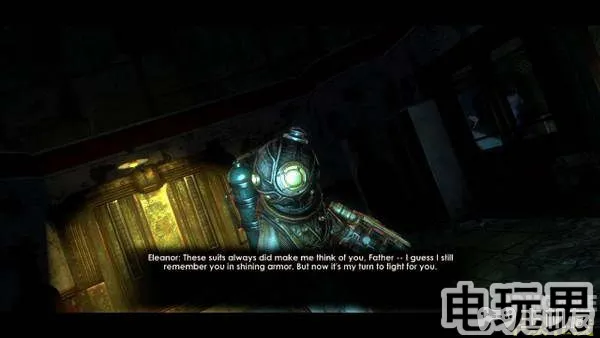 Eleanor: These suits always did make me think of you, Father -- I guess I still
remember you in shining armor. But now it's my turn to fight for you.
电玩男